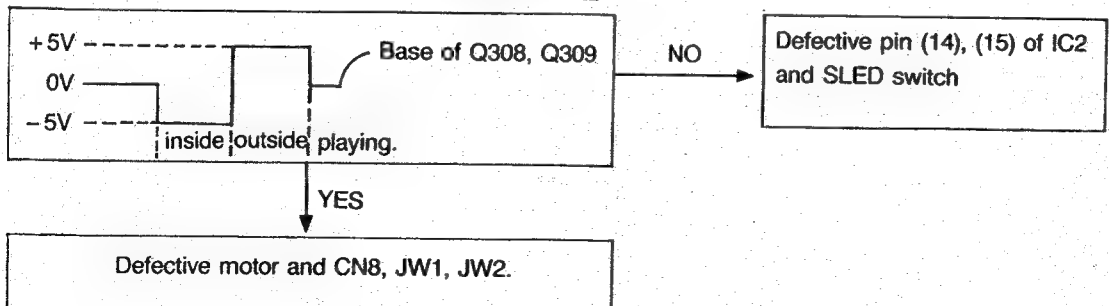 +5V
Base of Q308, Q309
0V
−5V
inside outside playing.
NO
Defective pin (14), (15) of IC2
and SLED switch
YES
Defective motor and CN8, JW1, JW2.